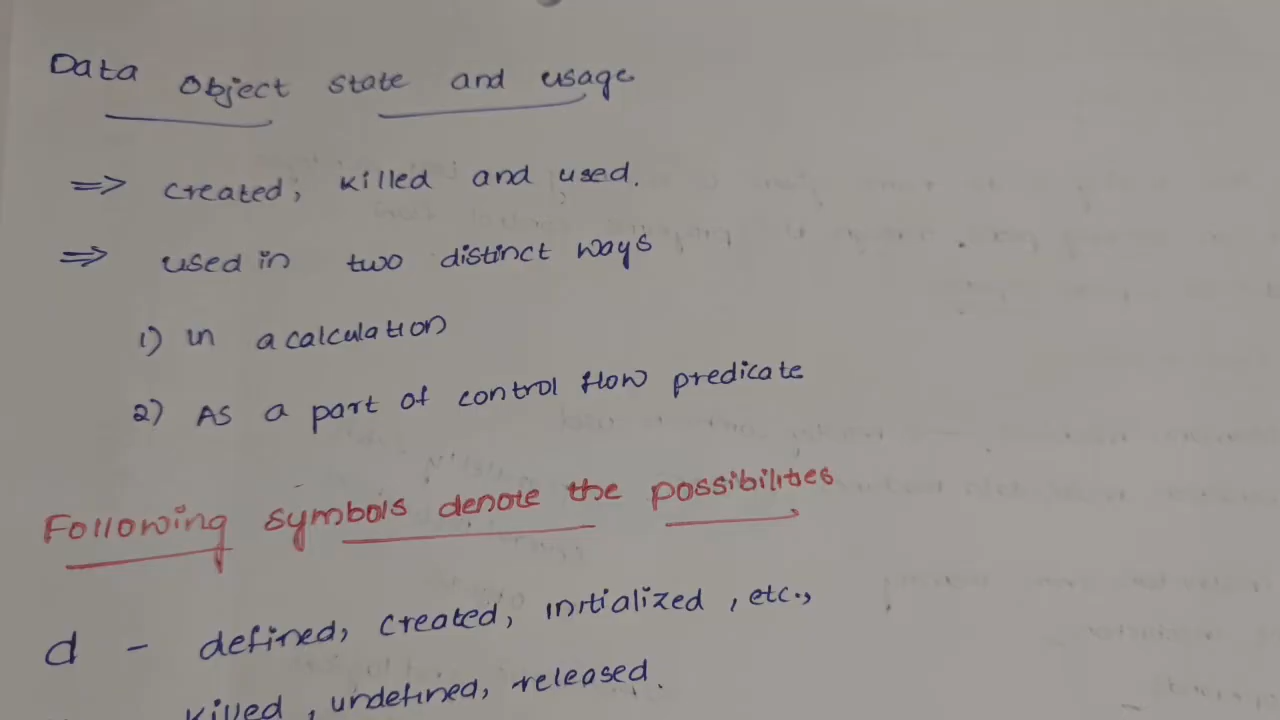 Data Object state and usage
=> created, killed and used.
=> used in two distinct ways
1) in a calculation
2) As a part of control flow predicate
Following symbols denote the possibilities
d - defined, created, initialized, etc.,
killed, undefined, released.